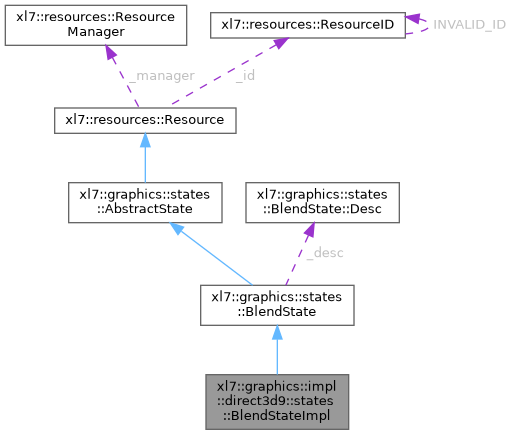 xl7::resources::Resource
Manager
xl7::resources::ResourceID
INVALID_ID
_manager
_id
xl7::resources::Resource
xl7::graphics::states
::AbstractState
xl7::graphics::states
::BlendState::Desc
_desc
xl7::graphics::states
::BlendState
xl7::graphics::impl
::direct3d9::states
::BlendStateImpl